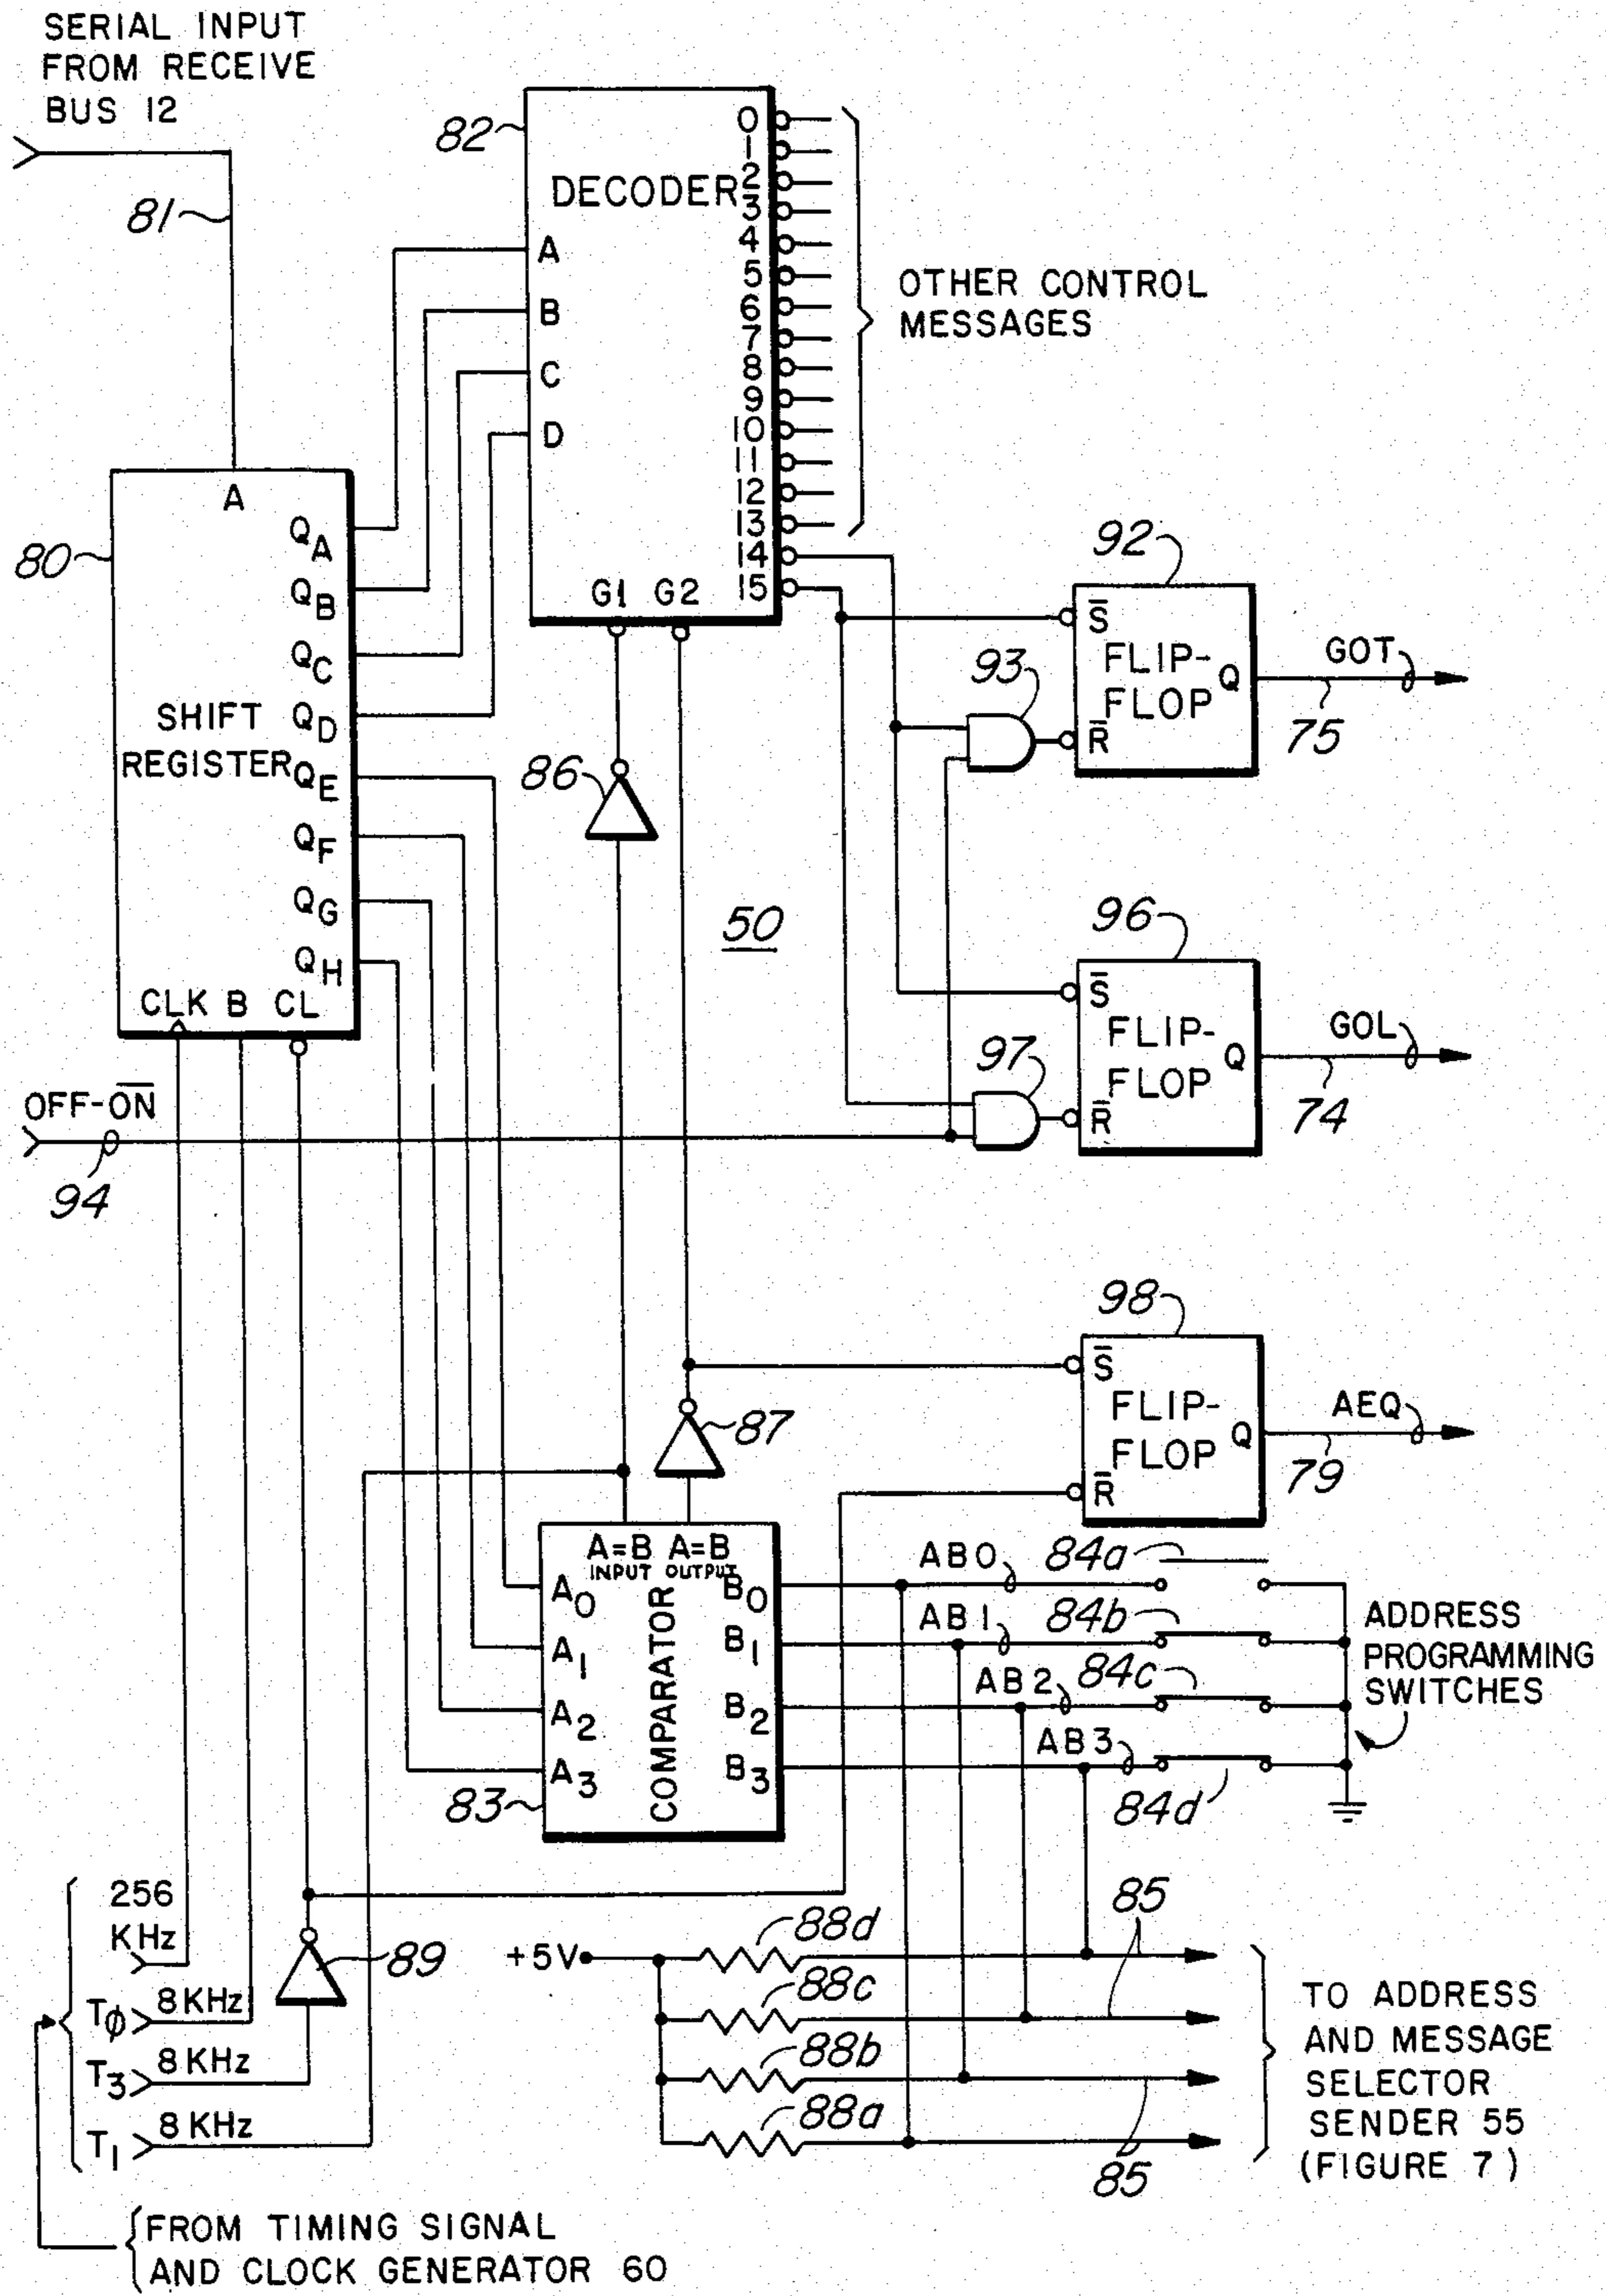 SERIAL INPUT
FROM RECEIVE
BUS 12
81
82
DECODER
A
B
C
D
0
1
2
3
4
5
6
7
8
9
10
11
12
13
14
15
G1 G2
OTHER CONTROL
MESSAGES
80
A
SHIFT
REGISTER
QA
QB
QC
QD
QE
QF
QG
QH
CLK B CL
86
50
92
S̅
FLIP-
FLOP
Q
R̅
GOT
75
93
96
S̅
FLIP-
FLOP
Q
R̅
GOL
74
97
OFF-O̅N̅
94
98
S̅
FLIP-
FLOP
Q
R̅
AEQ
79
87
A=B A=B
INPUT OUTPUT
COMPARATOR
A0
A1
A2
A3
B0
B1
B2
B3
83
AB0
84a
AB1
84b
AB2
84c
AB3
84d
ADDRESS
PROGRAMMING
SWITCHES
256
KHz
TØ 8KHz
T3 8KHz
T1 8KHz
89
+5V
88d
88c
88b
88a
85
85
TO ADDRESS
AND MESSAGE
SELECTOR
SENDER 55
(FIGURE 7)
FROM TIMING SIGNAL
AND CLOCK GENERATOR 60